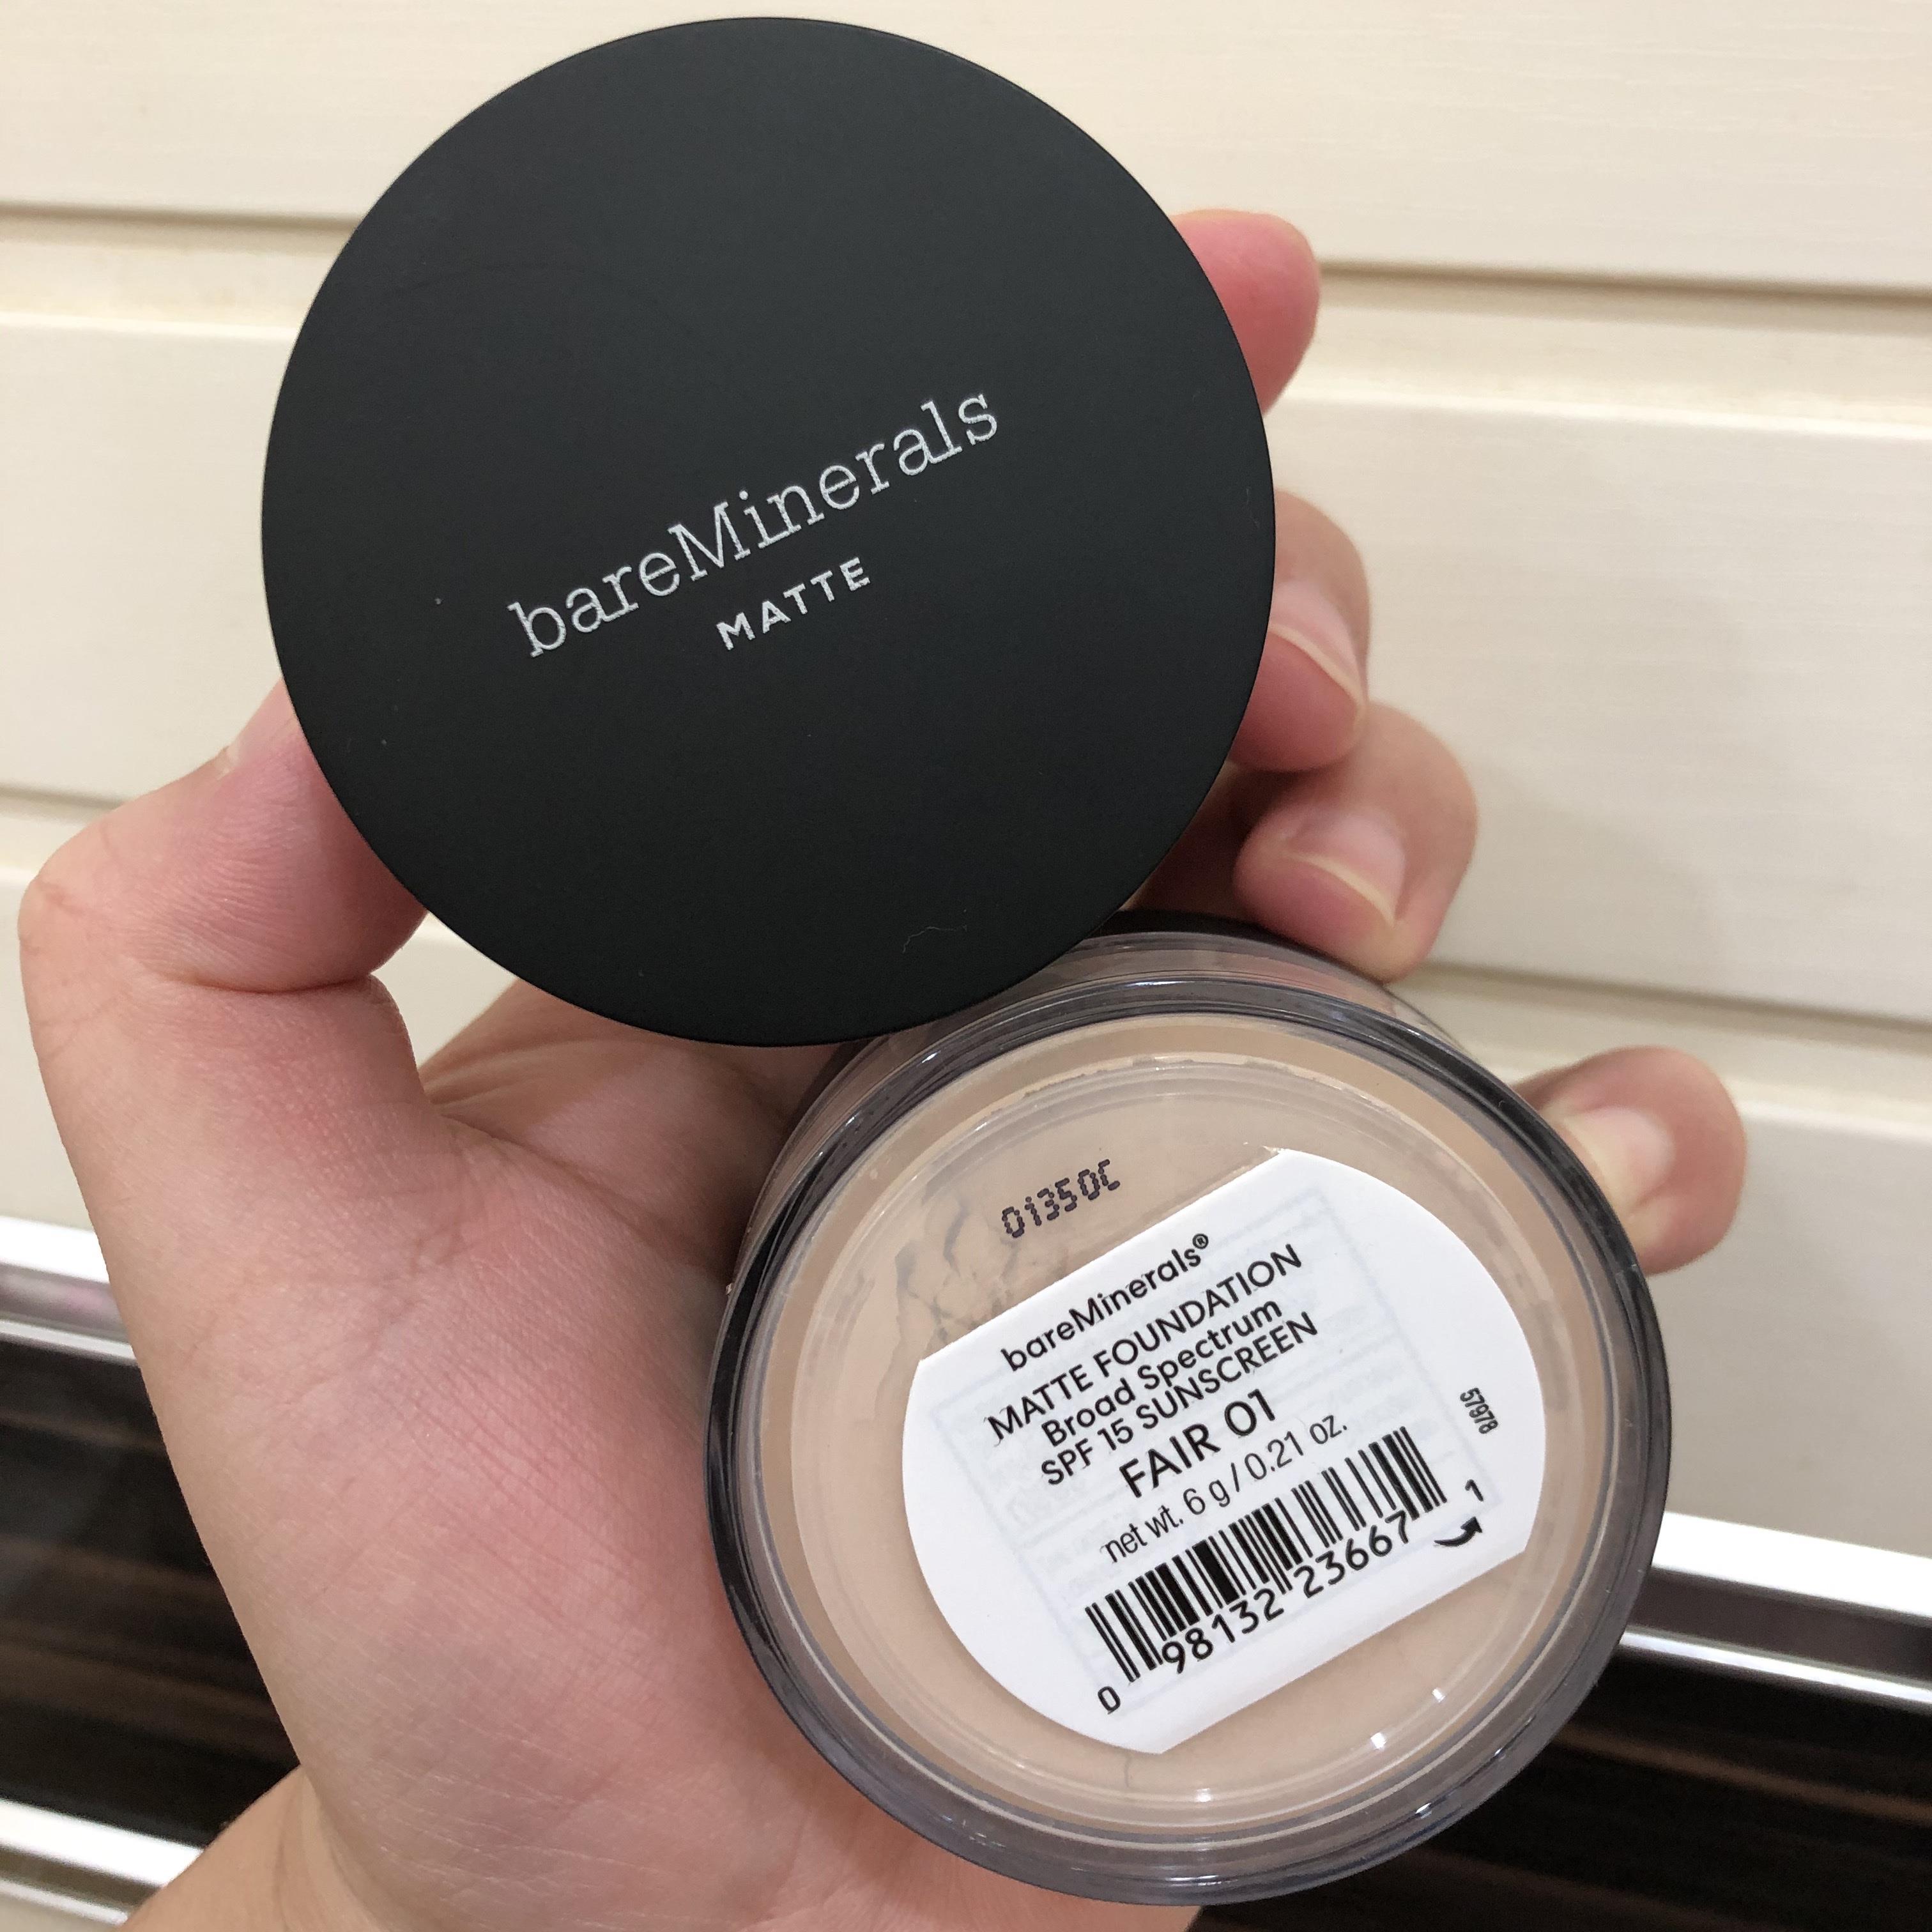 bareMinerals
MATTE
01350C
bareMinerals®
MATTE FOUNDATION
Broad Spectrum
SPF 15 SUNSCREEN
FAIR 01
net wt. 6 g / 0.21 oz.
57978
0 98132 23667 1